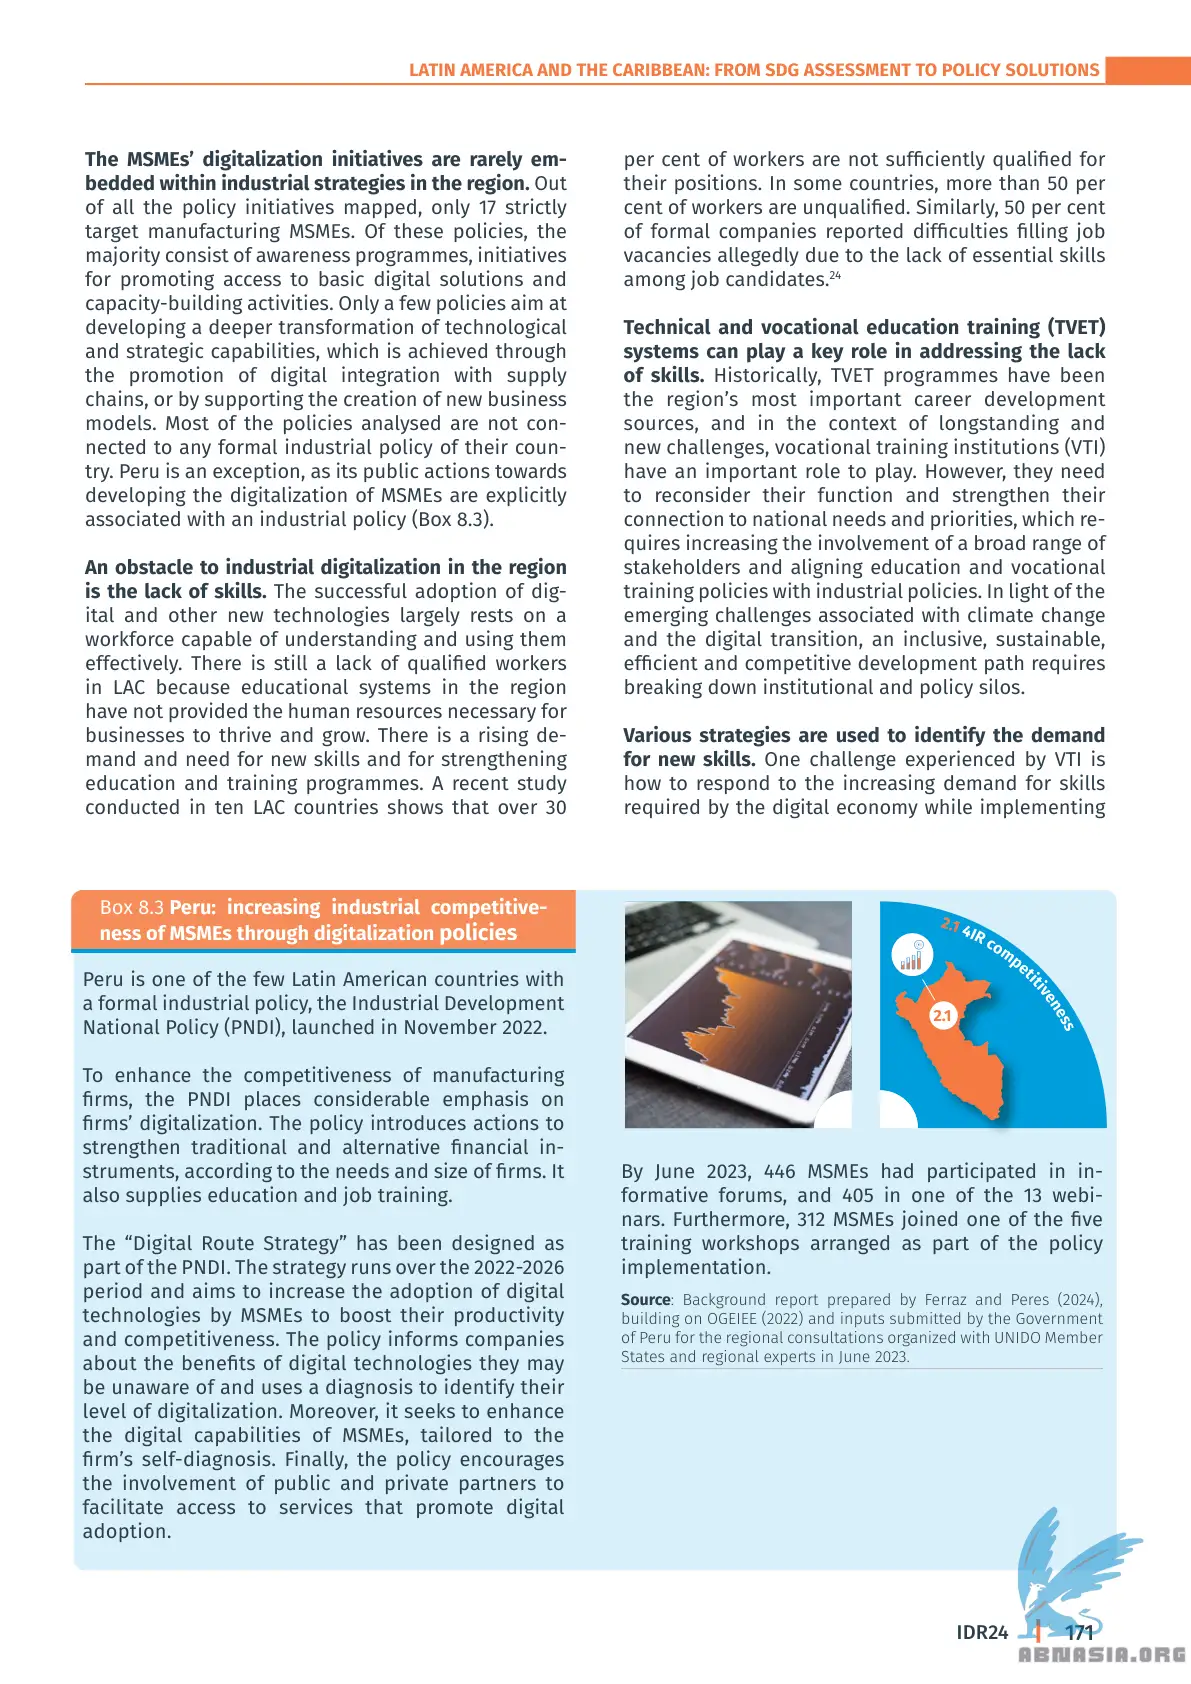 LATIN AMERICA AND THE CARIBBEAN: FROM SDG ASSESSMENT TO POLICY SOLUTIONS
The MSMEs’ digitalization initiatives are rarely em-
bedded within industrial strategies in the region. Out
of all the policy initiatives mapped, only 17 strictly
target manufacturing MSMEs. Of these policies, the
majority consist of awareness programmes, initiatives
for promoting access to basic digital solutions and
capacity-building activities. Only a few policies aim at
developing a deeper transformation of technological
and strategic capabilities, which is achieved through
the promotion of digital integration with supply
chains, or by supporting the creation of new business
models. Most of the policies analysed are not con-
nected to any formal industrial policy of their coun-
try. Peru is an exception, as its public actions towards
developing the digitalization of MSMEs are explicitly
associated with an industrial policy (Box 8.3).
An obstacle to industrial digitalization in the region
is the lack of skills. The successful adoption of dig-
ital and other new technologies largely rests on a
workforce capable of understanding and using them
effectively. There is still a lack of qualified workers
in LAC because educational systems in the region
have not provided the human resources necessary for
businesses to thrive and grow. There is a rising de-
mand and need for new skills and for strengthening
education and training programmes. A recent study
conducted in ten LAC countries shows that over 30
per cent of workers are not sufficiently qualified for
their positions. In some countries, more than 50 per
cent of workers are unqualified. Similarly, 50 per cent
of formal companies reported difficulties filling job
vacancies allegedly due to the lack of essential skills
among job candidates.24
Technical and vocational education training (TVET)
systems can play a key role in addressing the lack
of skills. Historically, TVET programmes have been
the region’s most important career development
sources, and in the context of longstanding and
new challenges, vocational training institutions (VTI)
have an important role to play. However, they need
to reconsider their function and strengthen their
connection to national needs and priorities, which re-
quires increasing the involvement of a broad range of
stakeholders and aligning education and vocational
training policies with industrial policies. In light of the
emerging challenges associated with climate change
and the digital transition, an inclusive, sustainable,
efficient and competitive development path requires
breaking down institutional and policy silos.
Various strategies are used to identify the demand
for new skills. One challenge experienced by VTI is
how to respond to the increasing demand for skills
required by the digital economy while implementing
Box 8.3 Peru: increasing industrial competitive-
ness of MSMEs through digitalization policies
Peru is one of the few Latin American countries with
a formal industrial policy, the Industrial Development
National Policy (PNDI), launched in November 2022.
To enhance the competitiveness of manufacturing
firms, the PNDI places considerable emphasis on
firms’ digitalization. The policy introduces actions to
strengthen traditional and alternative financial in-
struments, according to the needs and size of firms. It
also supplies education and job training.
The “Digital Route Strategy” has been designed as
part of the PNDI. The strategy runs over the 2022-2026
period and aims to increase the adoption of digital
technologies by MSMEs to boost their productivity
and competitiveness. The policy informs companies
about the benefits of digital technologies they may
be unaware of and uses a diagnosis to identify their
level of digitalization. Moreover, it seeks to enhance
the digital capabilities of MSMEs, tailored to the
firm’s self-diagnosis. Finally, the policy encourages
the involvement of public and private partners to
facilitate access to services that promote digital
adoption.
2.1 4IR competitiveness
2.1
By June 2023, 446 MSMEs had participated in in-
formative forums, and 405 in one of the 13 webi-
nars. Furthermore, 312 MSMEs joined one of the five
training workshops arranged as part of the policy
implementation.
Source: Background report prepared by Ferraz and Peres (2024),
building on OGEIEE (2022) and inputs submitted by the Government
of Peru for the regional consultations organized with UNIDO Member
States and regional experts in June 2023.
IDR24 171
ABNASIA.ORG